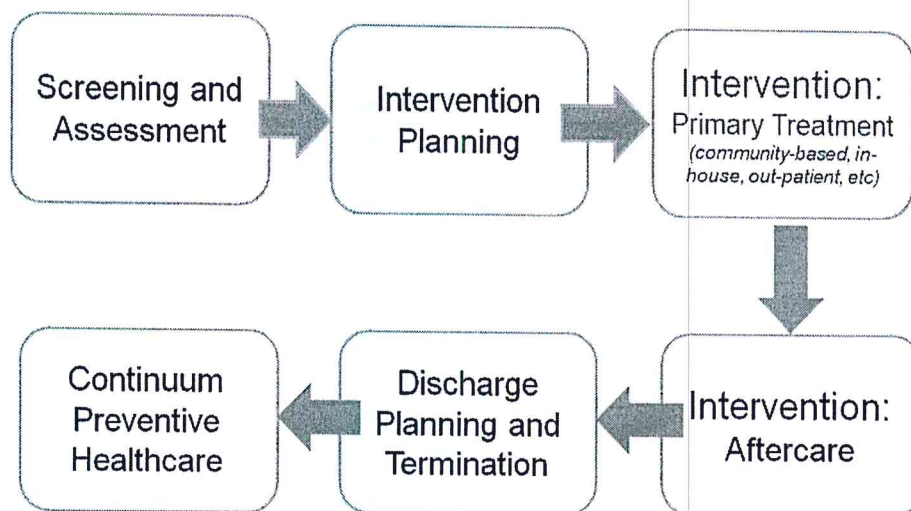 Screening and
Assessment
Intervention
Planning
Intervention:
Primary Treatment
(community-based, in-
house, out-patient, etc)
Continuum
Preventive
Healthcare
Discharge
Planning and
Termination
Intervention:
Aftercare